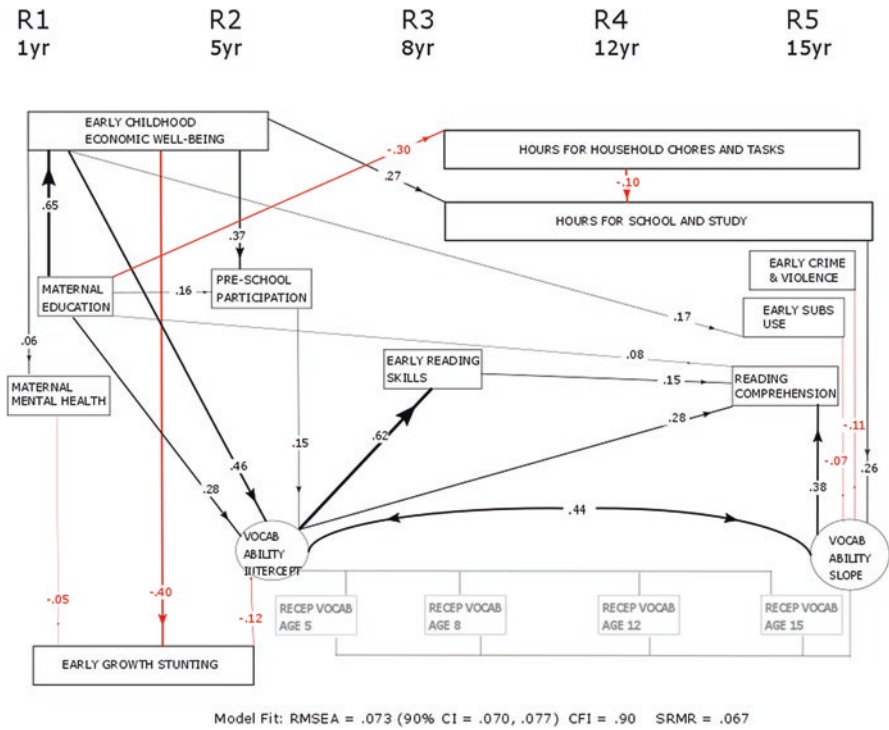 R1 R2 R3 R4 R5
1yr 5yr 8yr 12yr 15yr
EARLY CHILDHOOD
ECONOMIC WELL-BEING
-.30
HOURS FOR HOUSEHOLD CHORES AND TASKS
.27
-.10
.65
HOURS FOR SCHOOL AND STUDY
.37
EARLY CRIME
& VIOLENCE
MATERNAL
EDUCATION
.16
PRE-SCHOOL
PARTICIPATION
EARLY SUBS
USE
.17
.06
.08
EARLY READING
SKILLS
MATERNAL
MENTAL HEALTH
.15
READING
COMPREHENSION
.28
-.11
.62
.15
-.07
.46
.26
.28
.38
.44
VOCAB
ABILITY
INTERCEPT
VOCAB
ABILITY
SLOPE
-.05
-.40
-.12
RECEP VOCAB
AGE 5
RECEP VOCAB
AGE 8
RECEP VOCAB
AGE 12
RECEP VOCAB
AGE 15
EARLY GROWTH STUNTING
Model Fit: RMSEA = .073 (90% CI = .070, .077) CFI = .90 SRMR = .067